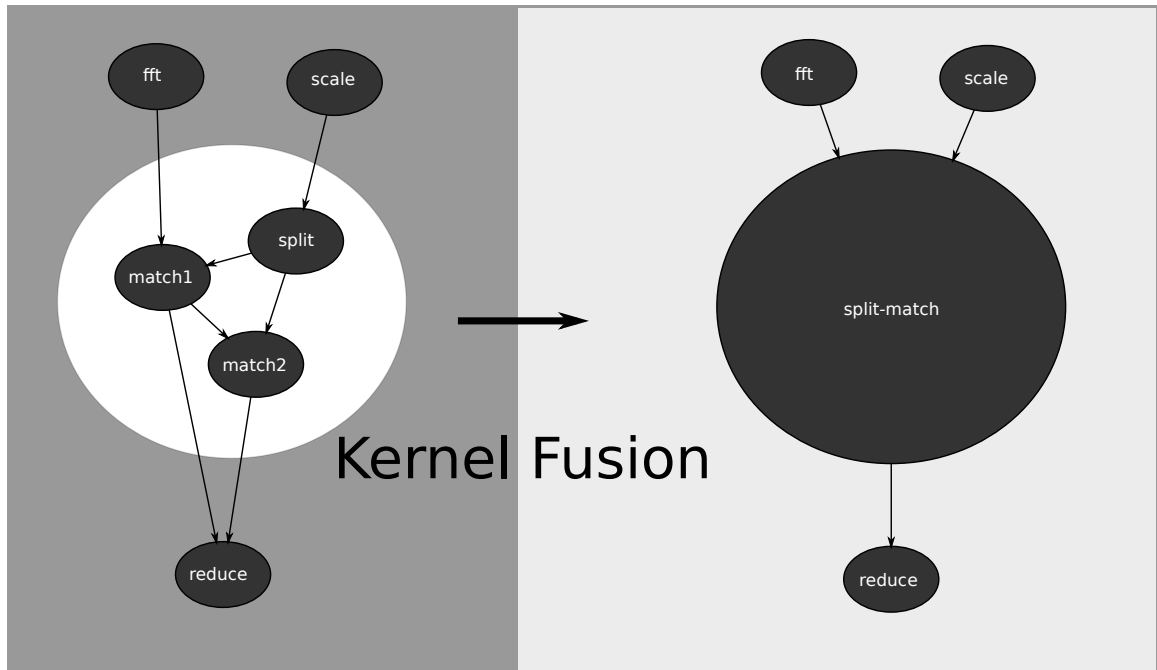 fft
scale
split
match1
match2
reduce
Kernel Fusion
fft
scale
split-match
reduce